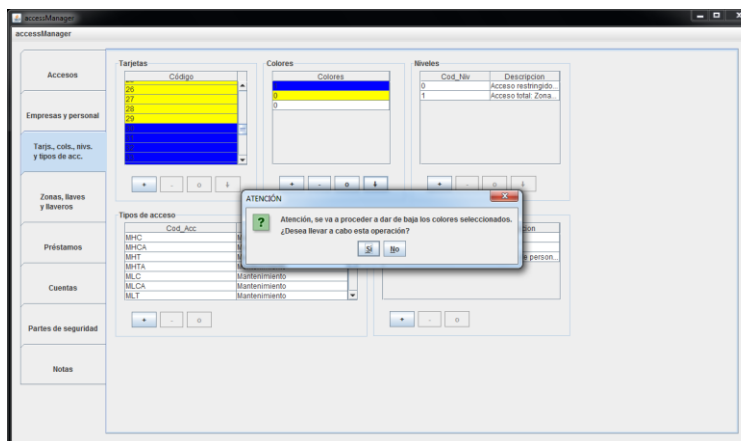 accessManager
accessManager
Accesos
Empresas y personal
Tarjs., cols., nivs.
y tipos de acc.
Zonas, llaves
y llaveros
Préstamos
Cuentas
Partes de seguridad
Notas
Tarjetas
Código
26
27
28
29
+ - o
Colores
Colores
0
0
+ - o
Niveles
Cod_Niv Descripcion
0 Acceso restringido...
1 Acceso total: Zona...
+ - o
ATENCIÓN
Atención, se va a proceder a dar de baja los colores seleccionados.
¿Desea llevar a cabo esta operación?
Sí No
Tipos de acceso
Cod_Acc
MHC
MHCA
MHT
MHTA
MLC Mantenimiento
MLCA Mantenimiento
MLT Mantenimiento
+ - o
person...
+ - o